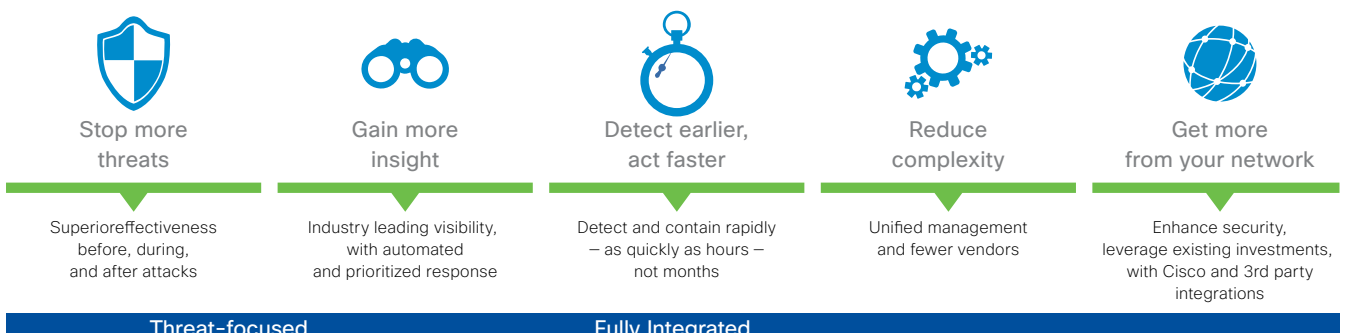 Stop more
threats
Superioreffectiveness
before, during,
and after attacks
Gain more
insight
Industry leading visibility,
with automated
and prioritized response
Detect earlier,
act faster
Detect and contain rapidly
– as quickly as hours –
not months
Reduce
complexity
Unified management
and fewer vendors
Get more
from your network
Enhance security,
leverage existing investments,
with Cisco and 3rd party
integrations
Threat-focused
Fully Integrated